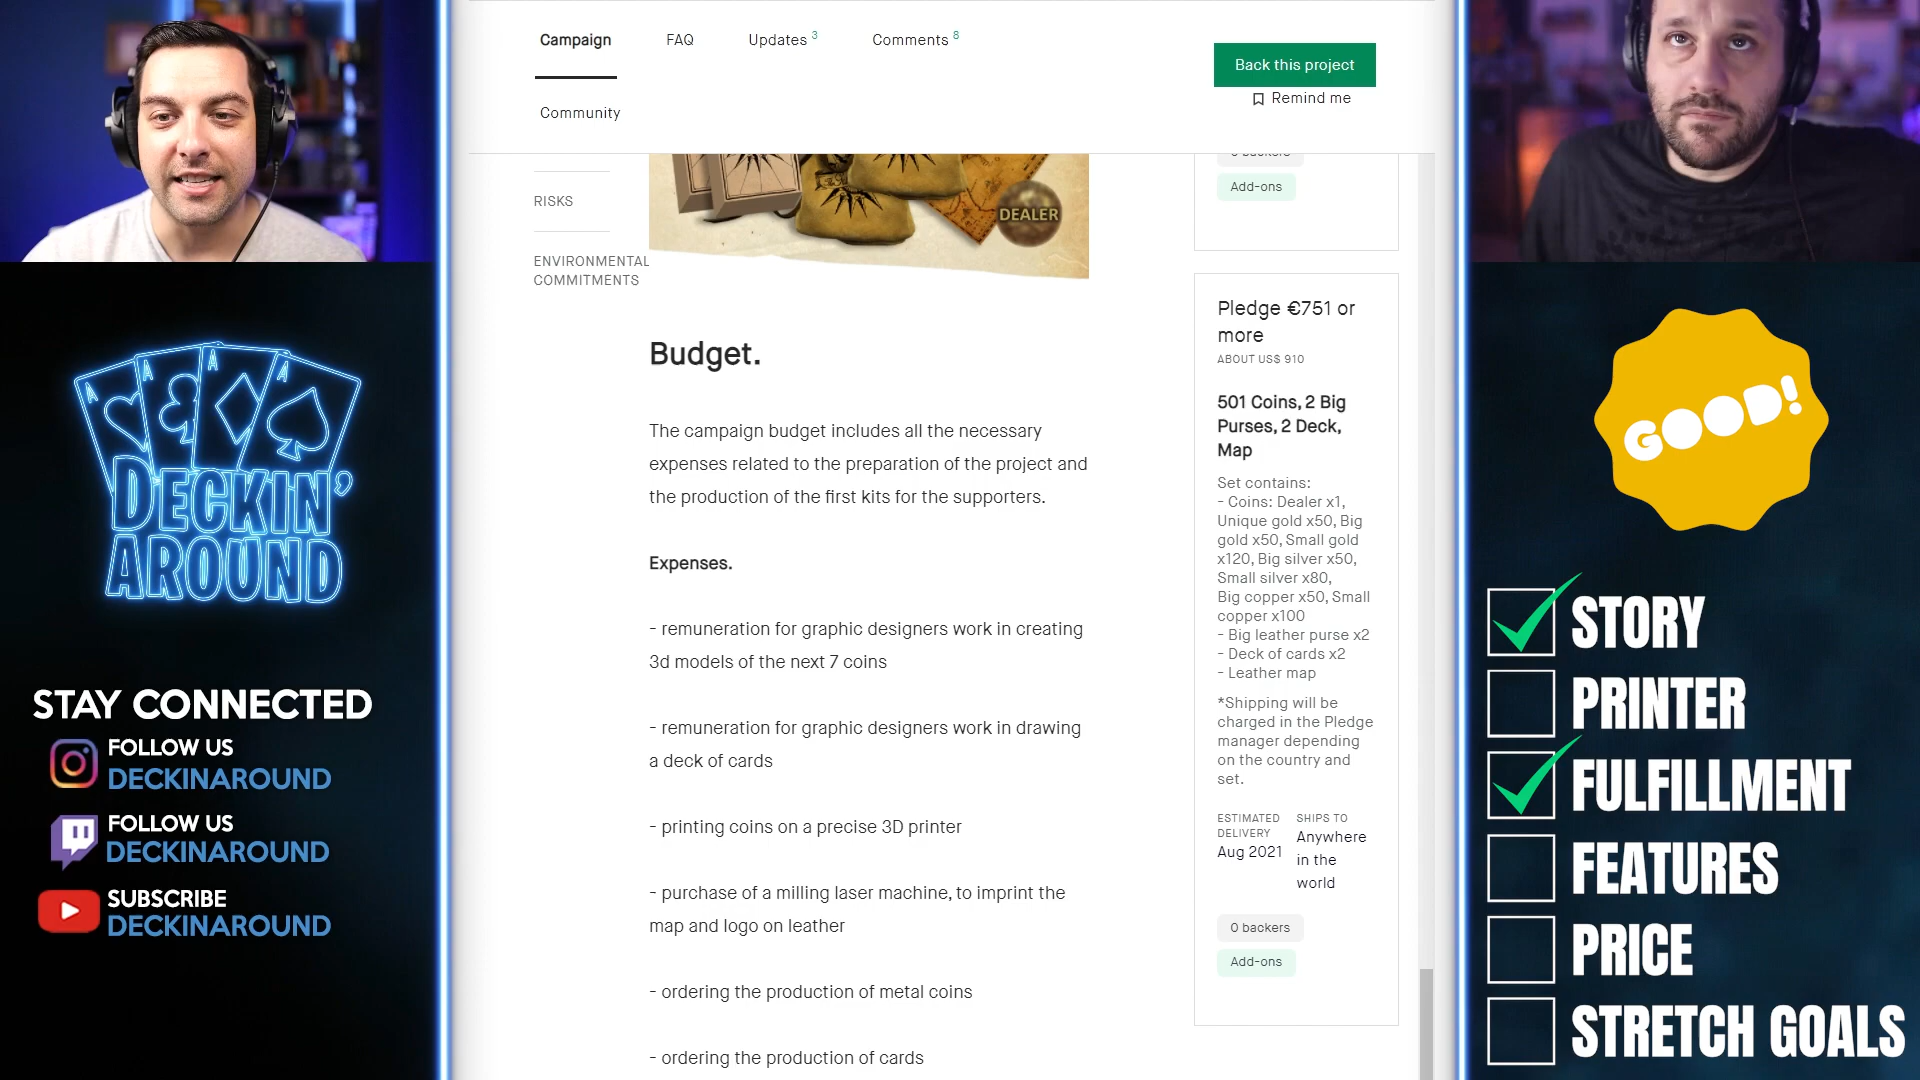 Campaign
FAQ
Updates 3
Comments 8
Community
Back this project
Remind me
RISKS
ENVIRONMENTAL
COMMITMENTS
DEALER
Budget.
The campaign budget includes all the necessary
expenses related to the preparation of the project and
the production of the first kits for the supporters.
Expenses.
- remuneration for graphic designers work in creating
3d models of the next 7 coins
- remuneration for graphic designers work in drawing
a deck of cards
- printing coins on a precise 3D printer
- purchase of a milling laser machine, to imprint the
map and logo on leather
- ordering the production of metal coins
- ordering the production of cards
Add-ons
Pledge €751 or
more
ABOUT US$ 910
501 Coins, 2 Big
Purses, 2 Deck,
Map
Set contains:
- Coins: Dealer x1,
Unique gold x50, Big
gold x50, Small gold
x120, Big silver x50,
Small silver x80,
Big copper x50, Small
copper x100
- Big leather purse x2
- Deck of cards x2
- Leather map
*Shipping will be
charged in the Pledge
manager depending
on the country and
set.
ESTIMATED
DELIVERY
Aug 2021
SHIPS TO
Anywhere
in the
world
0 backers
Add-ons
A A A A
DECKIN'
AROUND
STAY CONNECTED
FOLLOW US
DECKINAROUND
FOLLOW US
DECKINAROUND
SUBSCRIBE
DECKINAROUND
GOOD!
STORY
PRINTER
FULFILLMENT
FEATURES
PRICE
STRETCH GOALS